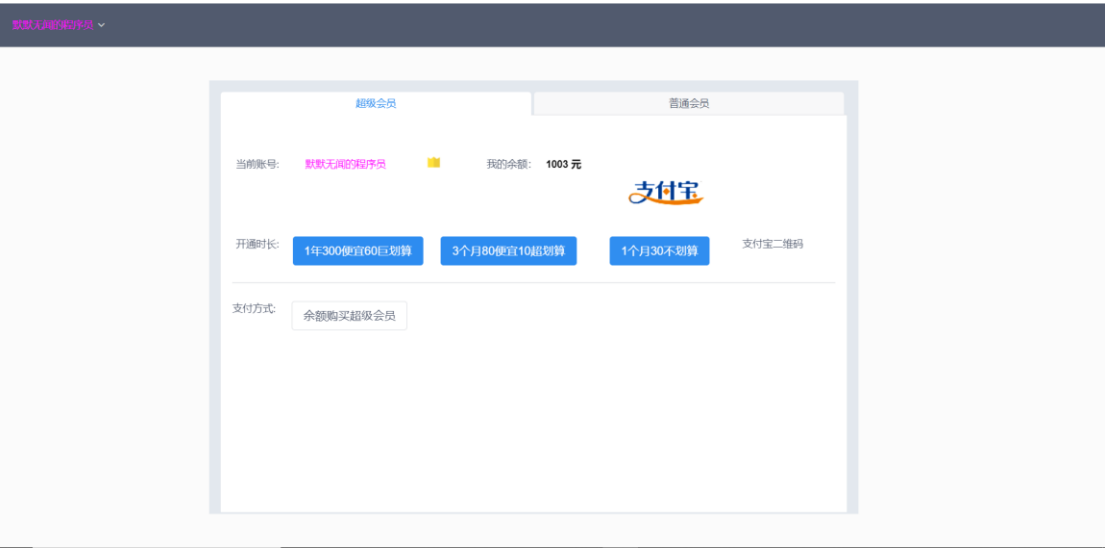 默默无闻的程序员
超级会员 普通会员
当前账号: 默默无闻的程序员 我的余额: 1003 元
支付宝
开通时长: 1年300便宜60巨划算 3个月80便宜10超划算 1个月30不划算 支付宝二维码
支付方式: 余额购买超级会员